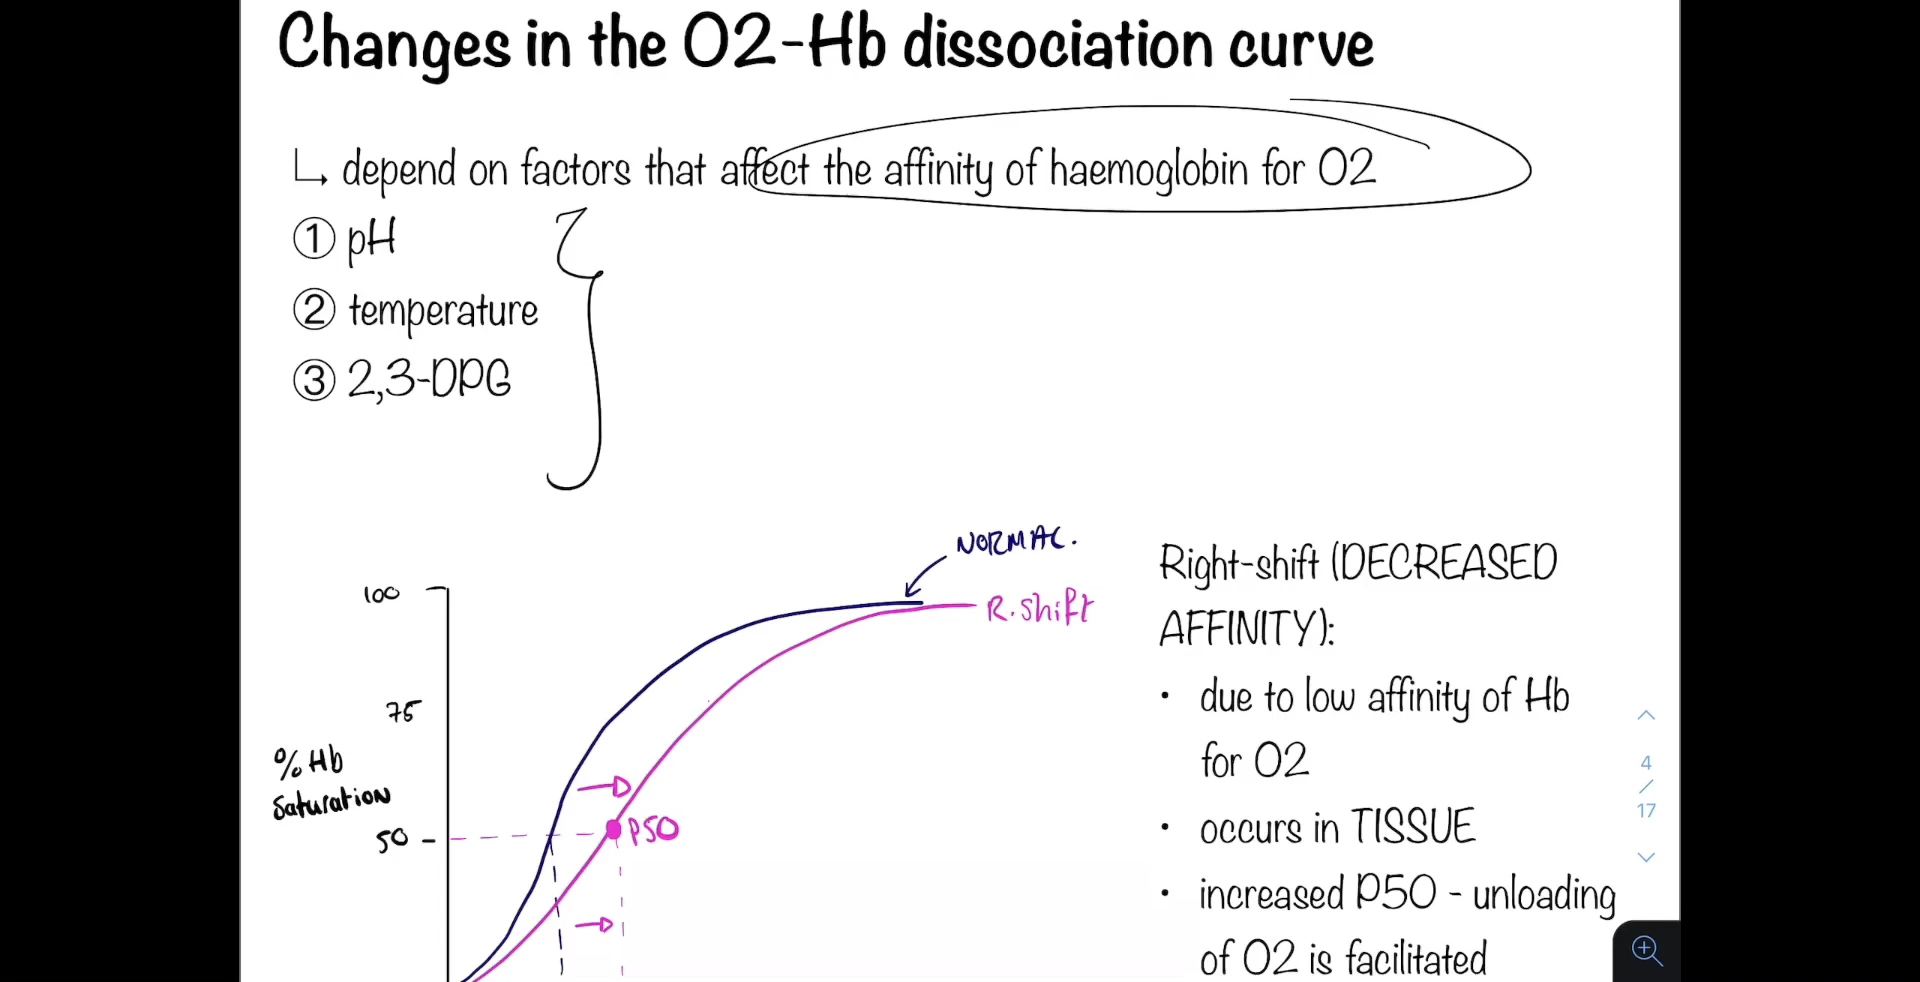 Changes in the O2-Hb dissociation curve
↳ depend on factors that affect the affinity of haemoglobin for O2
① pH
② temperature
③ 2,3-DPG
NORMAL.
R.Shift
100
75
% Hb
Saturation
50
P50
Right-shift (DECREASED
AFFINITY):
• due to low affinity of Hb
for O2
• occurs in TISSUE
• increased P50 - unloading
of O2 is facilitated
4
/
17